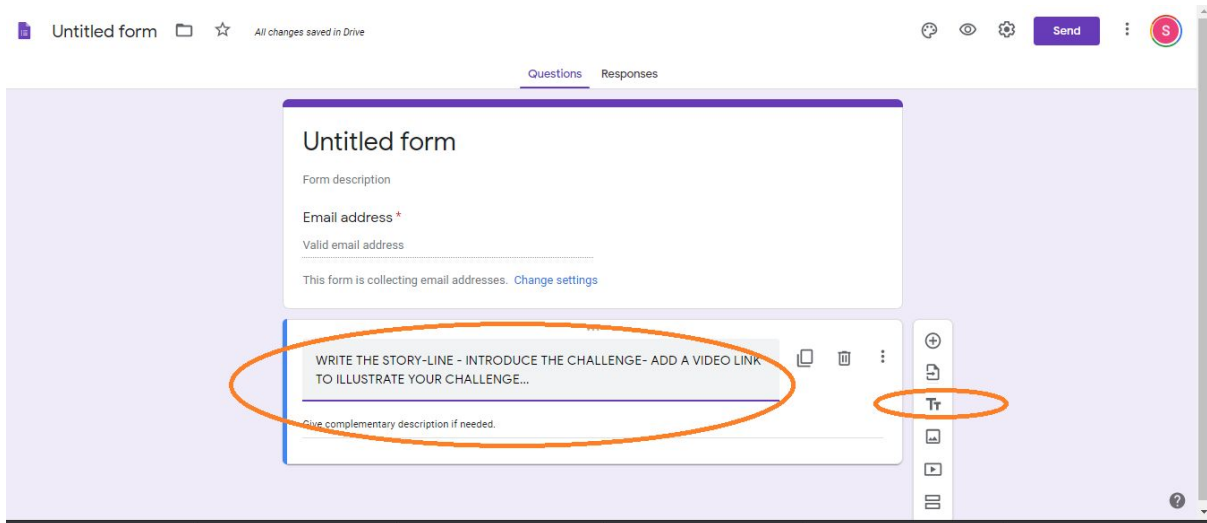 Untitled form
All changes saved in Drive
Send
S
Questions Responses
Untitled form
Form description
Email address *
Valid email address
This form is collecting email addresses. Change settings
WRITE THE STORY-LINE - INTRODUCE THE CHALLENGE- ADD A VIDEO LINK
TO ILLUSTRATE YOUR CHALLENGE...
Give complementary description if needed.
Tт